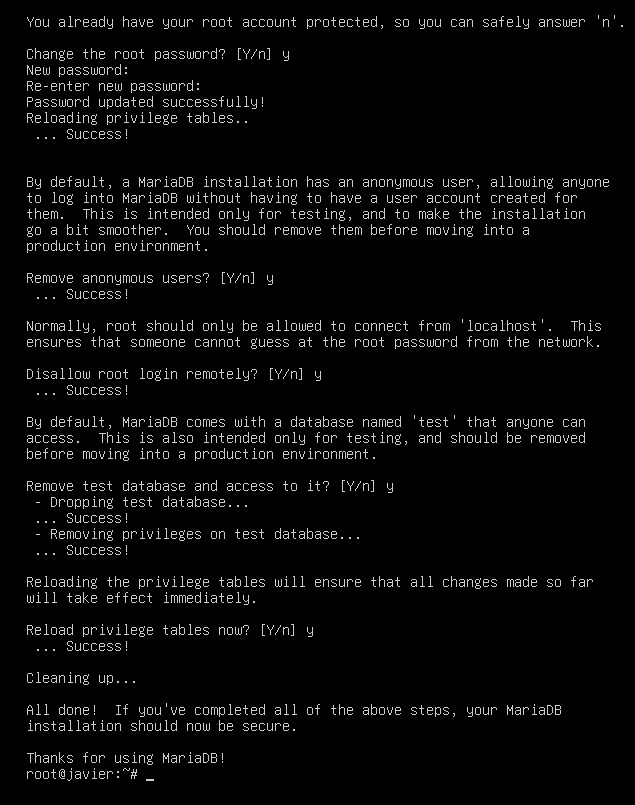 You already have your root account protected, so you can safely answer 'n'.
Change the root password? [Y/n] y
New password:
Re-enter new password:
Password updated successfully!
Reloading privilege tables..
 ... Success!
By default, a MariaDB installation has an anonymous user, allowing anyone
to log into MariaDB without having to have a user account created for
them.  This is intended only for testing, and to make the installation
go a bit smoother.  You should remove them before moving into a
production environment.
Remove anonymous users? [Y/n] y
 ... Success!
Normally, root should only be allowed to connect from 'localhost'.  This
ensures that someone cannot guess at the root password from the network.
Disallow root login remotely? [Y/n] y
 ... Success!
By default, MariaDB comes with a database named 'test' that anyone can
access.  This is also intended only for testing, and should be removed
before moving into a production environment.
Remove test database and access to it? [Y/n] y
 - Dropping test database...
 ... Success!
 - Removing privileges on test database...
 ... Success!
Reloading the privilege tables will ensure that all changes made so far
will take effect immediately.
Reload privilege tables now? [Y/n] y
 ... Success!
Cleaning up...
All done!  If you've completed all of the above steps, your MariaDB
installation should now be secure.
Thanks for using MariaDB!
root@javier:~# _